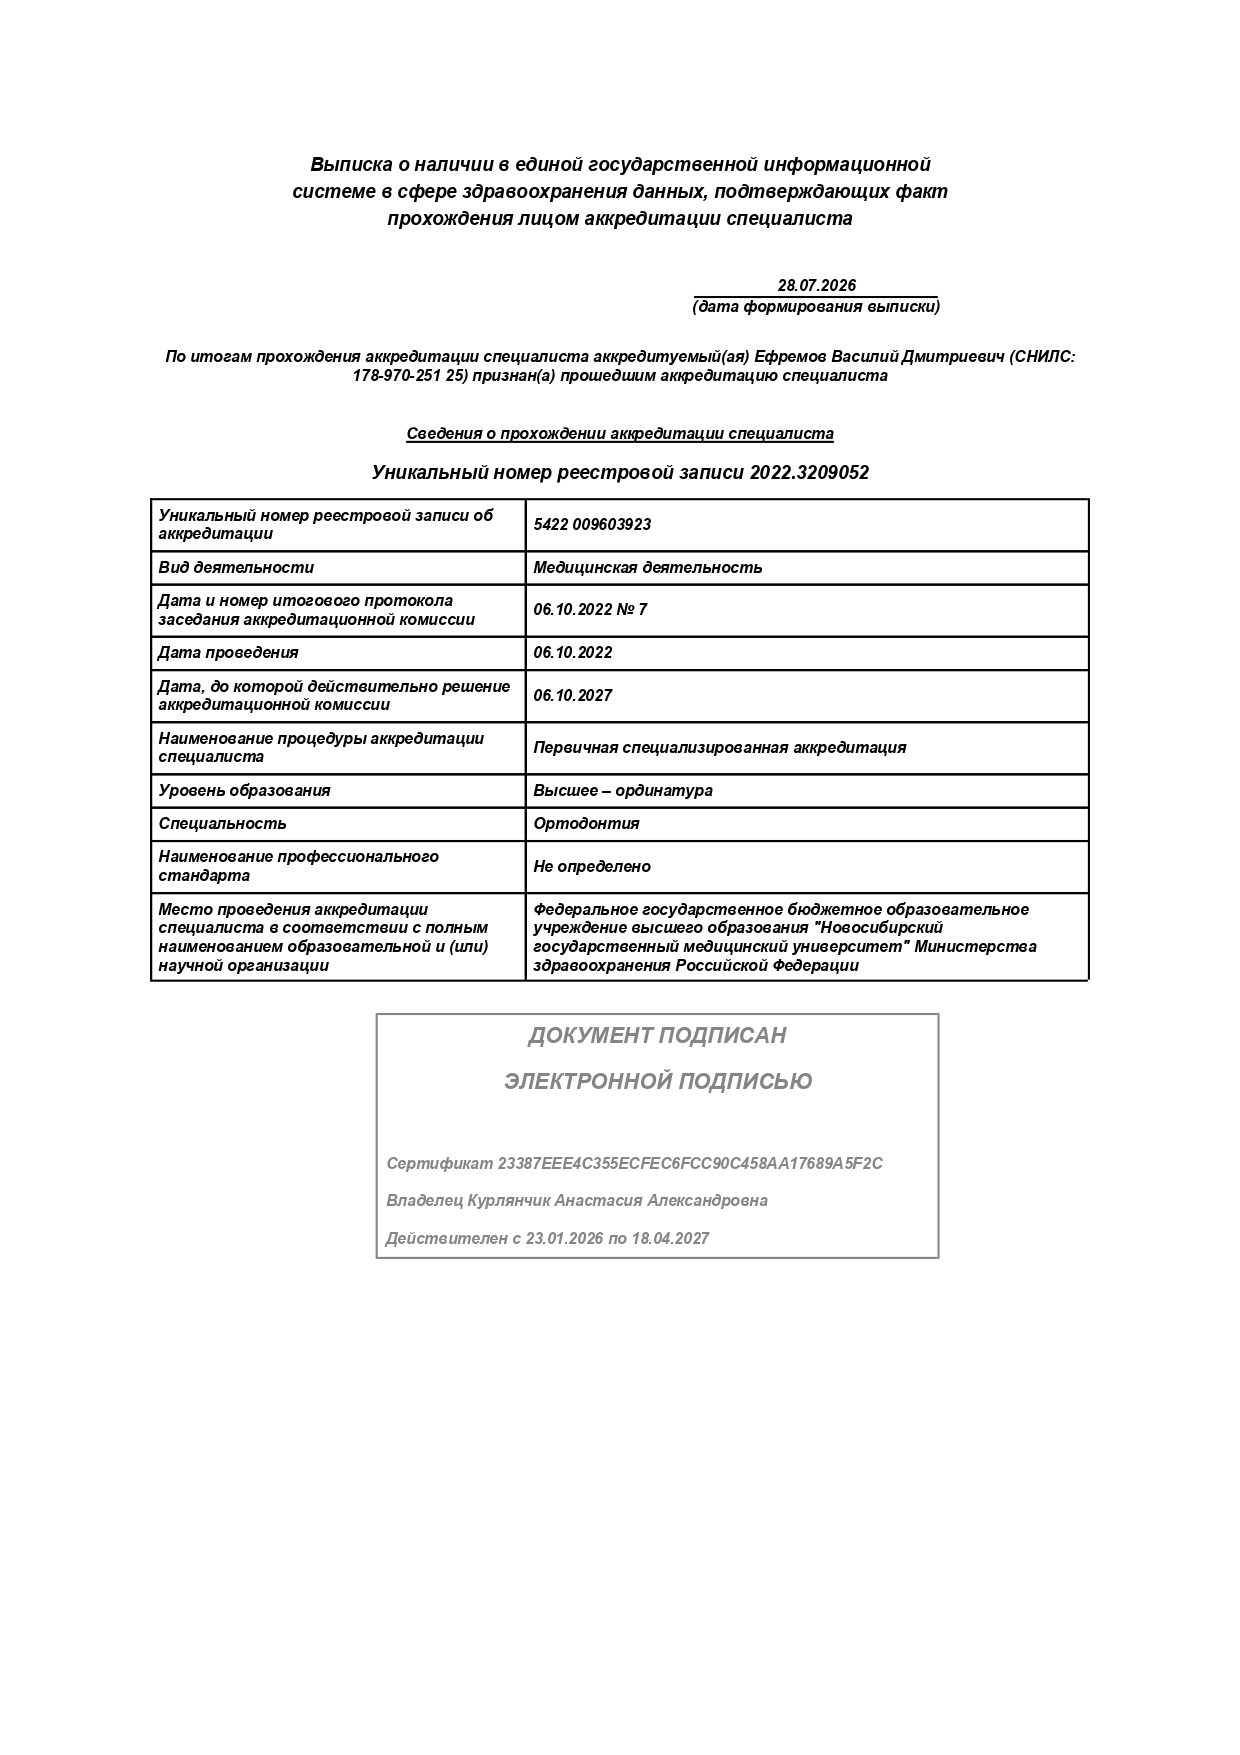 Выписка о наличии в единой государственной информационной
системе в сфере здравоохранения данных, подтверждающих факт
прохождения лицом аккредитации специалиста
28.07.2026
(дата формирования выписки)
По итогам прохождения аккредитации специалиста аккредитуемый(ая) Ефремов Василий Дмитриевич (СНИЛС:
178-970-251 25) признан(а) прошедшим аккредитацию специалиста
Сведения о прохождении аккредитации специалиста
Уникальный номер реестровой записи 2022.3209052
Уникальный номер реестровой записи об
аккредитации
5422 009603923
Вид деятельности
Медицинская деятельность
Дата и номер итогового протокола
заседания аккредитационной комиссии
06.10.2022 № 7
Дата проведения
06.10.2022
Дата, до которой действительно решение
аккредитационной комиссии
06.10.2027
Наименование процедуры аккредитации
специалиста
Первичная специализированная аккредитация
Уровень образования
Высшее – ординатура
Специальность
Ортодонтия
Наименование профессионального
стандарта
Не определено
Место проведения аккредитации
специалиста в соответствии с полным
наименованием образовательной и (или)
научной организации
Федеральное государственное бюджетное образовательное
учреждение высшего образования "Новосибирский
государственный медицинский университет" Министерства
здравоохранения Российской Федерации
ДОКУМЕНТ ПОДПИСАН
ЭЛЕКТРОННОЙ ПОДПИСЬЮ
Сертификат 23387EEE4C355ECFEC6FCC90C458AA17689A5F2C
Владелец Курлянчик Анастасия Александровна
Действителен с 23.01.2026 по 18.04.2027